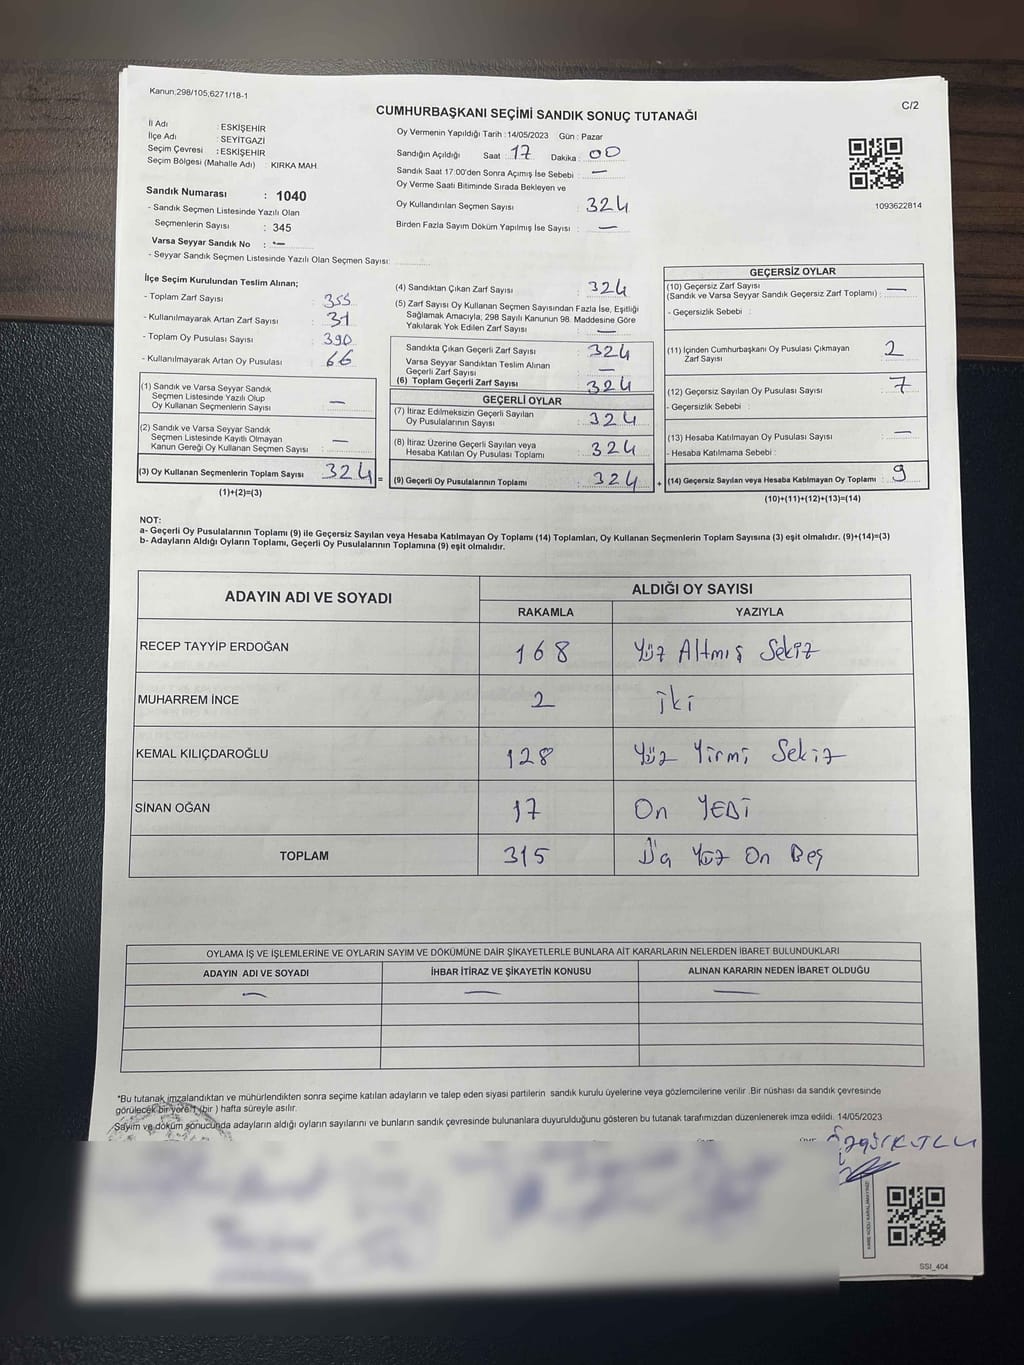 Kanun:298/105;6271/18-1
C/2
CUMHURBAŞKANI SEÇİMİ SANDIK SONUÇ TUTANAĞI
İl Adı : ESKİŞEHİR
İlçe Adı : SEYİTGAZİ
Seçim Çevresi : ESKİŞEHİR
Seçim Bölgesi (Mahalle Adı) : KIRKA MAH.
Sandık Numarası : 1040
- Sandık Seçmen Listesinde Yazılı Olan
Seçmenlerin Sayısı : 345
Varsa Seyyar Sandık No : -
- Seyyar Sandık Seçmen Listesinde Yazılı Olan Seçmen Sayısı:
Oy Vermenin Yapıldığı Tarih : 14/05/2023 Gün : Pazar
Sandığın Açıldığı Saat : 17 Dakika : 00
Sandık Saat 17:00'den Sonra Açımış İse Sebebi : -
Oy Verme Saati Bitiminde Sırada Bekleyen ve
Oy Kullandırılan Seçmen Sayısı : 324
Birden Fazla Sayım Döküm Yapılmış İse Sayısı : -
1093622814
İlçe Seçim Kurulundan Teslim Alınan;
- Toplam Zarf Sayısı : 355
- Kullanılmayarak Artan Zarf Sayısı : 31
- Toplam Oy Pusulası Sayısı : 390
- Kullanılmayarak Artan Oy Pusulası : 66
(1) Sandık ve Varsa Seyyar Sandık
Seçmen Listesinde Yazılı Olup
Oy Kullanan Seçmenlerin Sayısı : -
(2) Sandık ve Varsa Seyyar Sandık
Seçmen Listesinde Kayıtlı Olmayan
Kanun Gereği Oy Kullanan Seçmen Sayısı : -
(3) Oy Kullanan Seçmenlerin Toplam Sayısı : 324 =
(1)+(2)=(3)
(4) Sandıktan Çıkan Zarf Sayısı : 324
(5) Zarf Sayısı Oy Kullanan Seçmen Sayısından Fazla İse, Eşitliği
Sağlamak Amacıyla; 298 Sayılı Kanunun 98. Maddesine Göre
Yakılarak Yok Edilen Zarf Sayısı : -
Sandıkta Çıkan Geçerli Zarf Sayısı : 324
Varsa Seyyar Sandıktan Teslim Alınan
Geçerli Zarf Sayısı : -
(6) Toplam Geçerli Zarf Sayısı : 324
GEÇERLİ OYLAR
(7) İtiraz Edilmeksizin Geçerli Sayılan
Oy Pusulalarının Sayısı : 324
(8) İtiraz Üzerine Geçerli Sayılan veya
Hesaba Katılan Oy Pusulası Toplamı : 324
(9) Geçerli Oy Pusulalarının Toplamı : 324 +
GEÇERSİZ OYLAR
(10) Geçersiz Zarf Sayısı
(Sandık ve Varsa Seyyar Sandık Geçersiz Zarf Toplamı) : -
- Geçersizlik Sebebi :
(11) İçinden Cumhurbaşkanı Oy Pusulası Çıkmayan
Zarf Sayısı : 2
(12) Geçersiz Sayılan Oy Pusulası Sayısı : 7
- Geçersizlik Sebebi :
(13) Hesaba Katılmayan Oy Pusulası Sayısı : -
- Hesaba Katılmama Sebebi :
(14) Geçersiz Sayılan veya Hesaba Katılmayan Oy Toplamı : 9
(10)+(11)+(12)+(13)=(14)
NOT:
a- Geçerli Oy Pusulalarının Toplamı (9) ile Geçersiz Sayılan veya Hesaba Katılmayan Oy Toplamı (14) Toplamları, Oy Kullanan Seçmenlerin Toplam Sayısına (3) eşit olmalıdır. (9)+(14)=(3)
b- Adayların Aldığı Oyların Toplamı, Geçerli Oy Pusulalarının Toplamına (9) eşit olmalıdır.
ADAYIN ADI VE SOYADI
ALDIĞI OY SAYISI
RAKAMLA YAZIYLA
RECEP TAYYİP ERDOĞAN 168 Yüz Altmış Sekiz
MUHARREM İNCE 2 iki
KEMAL KILIÇDAROĞLU 128 Yüz Yirmi Sekiz
SİNAN OĞAN 17 On YEDİ
TOPLAM 315 Üç Yüz On Beş
OYLAMA İŞ VE İŞLEMLERİNE VE OYLARIN SAYIM VE DÖKÜMÜNE DAİR ŞİKAYETLERLE BUNLARA AİT KARARLARIN NELERDEN İBARET BULUNDUKLARI
ADAYIN ADI VE SOYADI İHBAR İTİRAZ VE ŞİKAYETİN KONUSU ALINAN KARARIN NEDEN İBARET OLDUĞU
- - -
*Bu tutanak imzalandıktan ve mühürlendikten sonra seçime katılan adayların ve talep eden siyasi partilerin sandık kurulu üyelerine veya gözlemcilerine verilir .Bir nüshası da sandık çevresinde
görülecek bir yere 1 (bir ) hafta süreyle asılır.
Sayım ve döküm sonucunda adayların aldığı oyların sayılarını ve bunların sandık çevresinde bulunanlara duyurulduğunu gösteren bu tutanak tarafımızdan düzenlenerek imza edildi. 14/05/2023
SSI_404